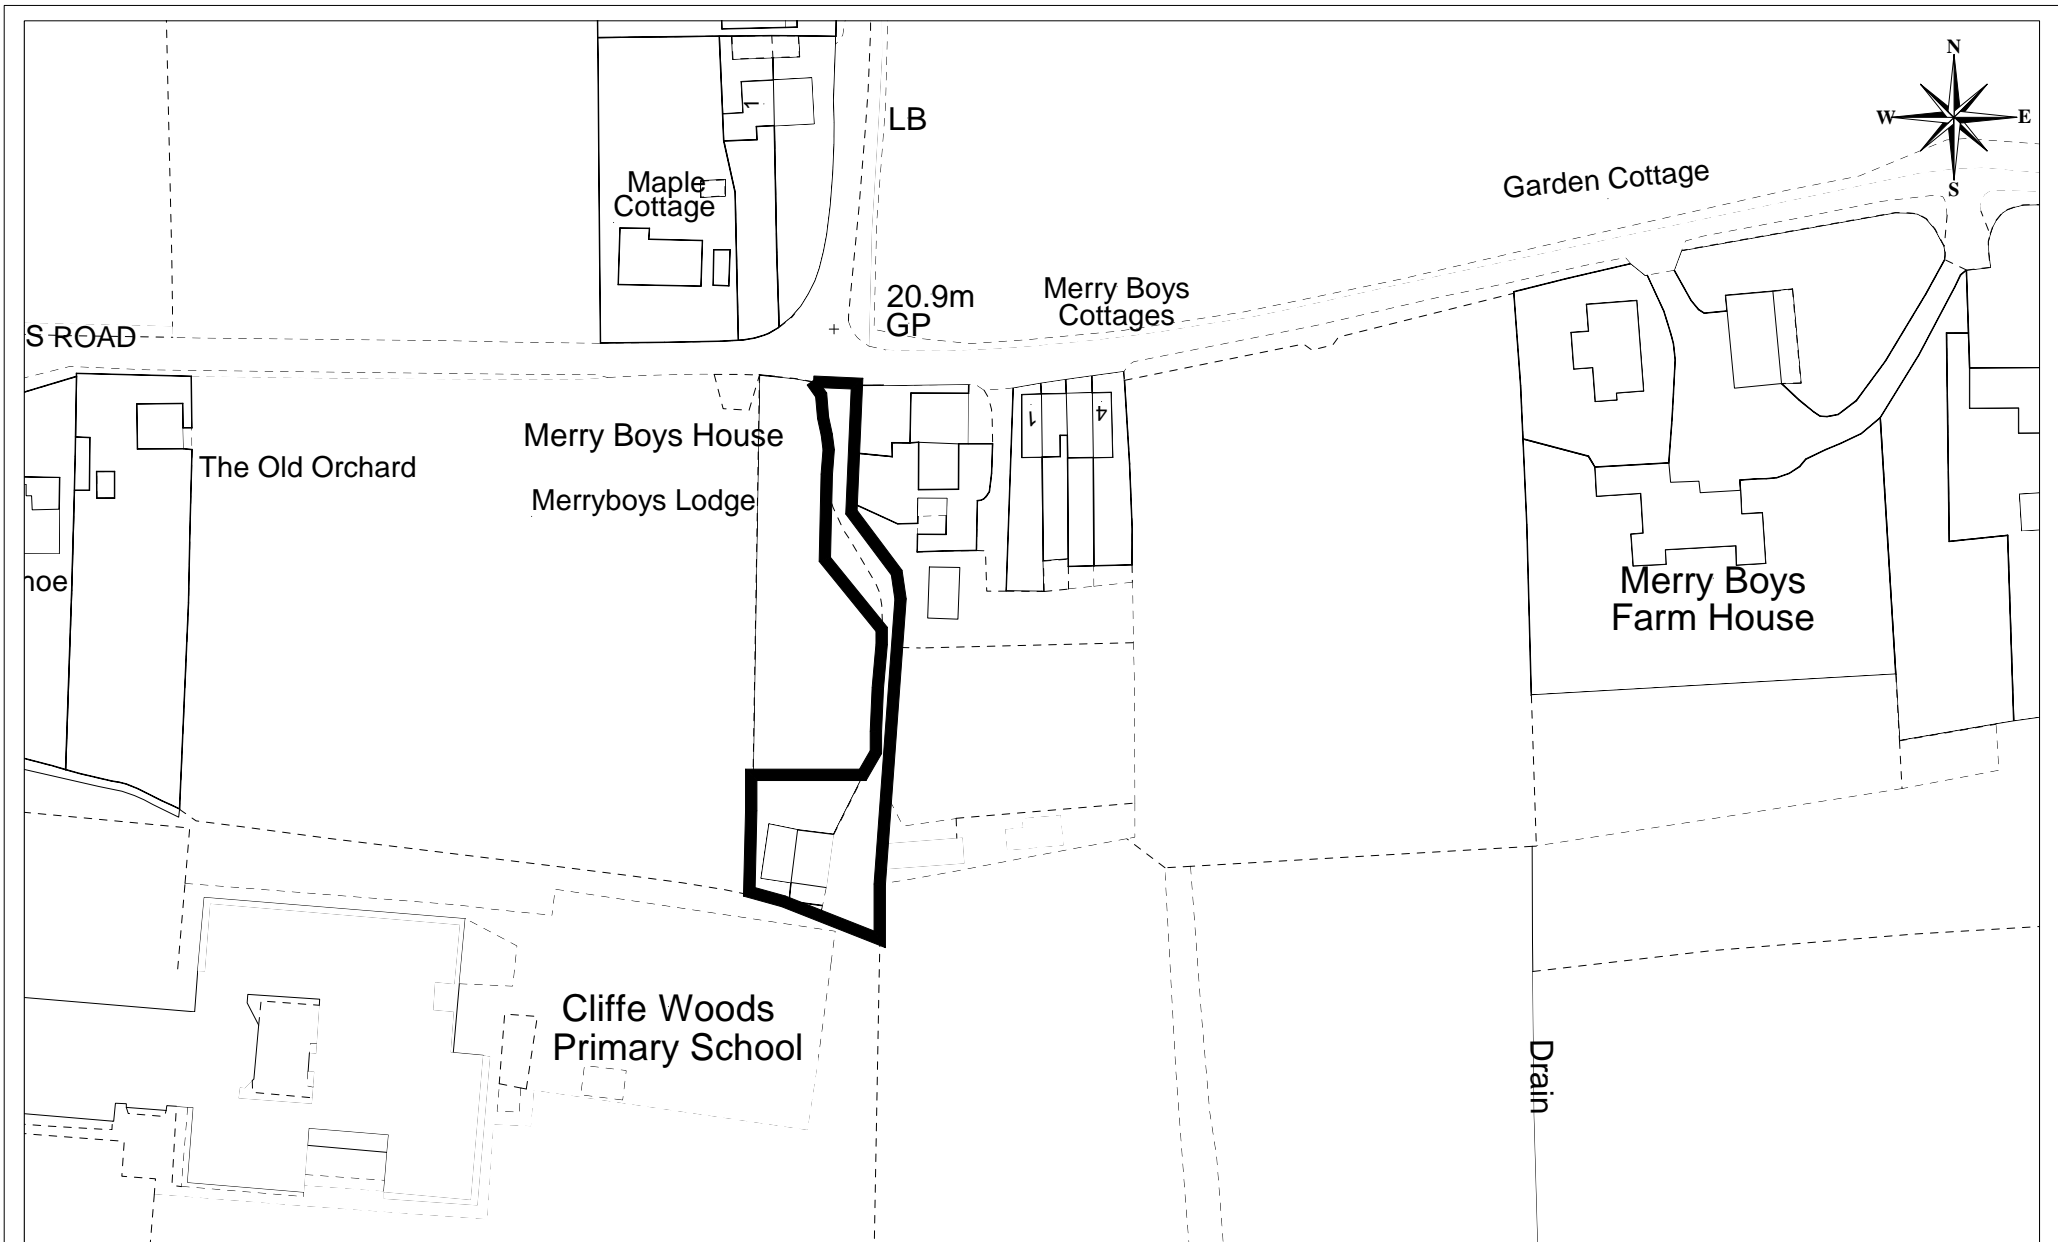 N
W
E
S
LB
1
Maple
Cottage
Garden Cottage
20.9m
GP
Merry Boys
Cottages
S ROAD
1
4
Merry Boys House
The Old Orchard
Merryboys Lodge
hoe
Merry Boys
Farm House
Cliffe Woods
Primary School
Drain